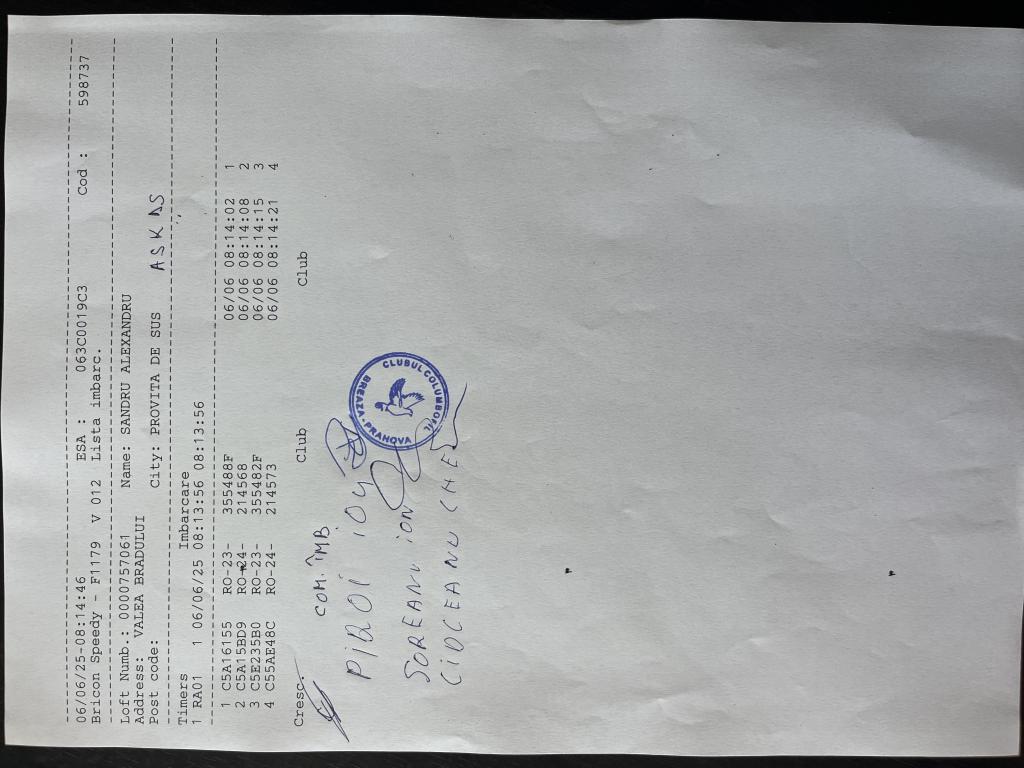 06/06/25-08:14:46 ESA : 063C0019C3 Cod : 598737
Bricon Speedy - F1179 V 012 Lista imbarc.
Loft Numb.: 0000757061 Name: SANDRU ALEXANDRU
Address: VALEA BRADULUI
Post code: City: PROVITA DE SUS ASKAS
Timers Imbarcare
1 RA01 1 06/06/25 08:13:56 08:13:56
1 C5A16155 RO-23- 355488F 06/06 08:14:02 1
2 C5A15BD9 RO-24- 214568 06/06 08:14:08 2
3 C5E235B0 RO-23- 355482F 06/06 08:14:15 3
4 C55AE48C RO-24- 214573 06/06 08:14:21 4
Cresc. Club Club
COM. ÎMB
PIROI ION
SOREANU ION
CIOCEANU GHE
CLUBUL COLUMBOFIL
BREAZA-PRAHOVA